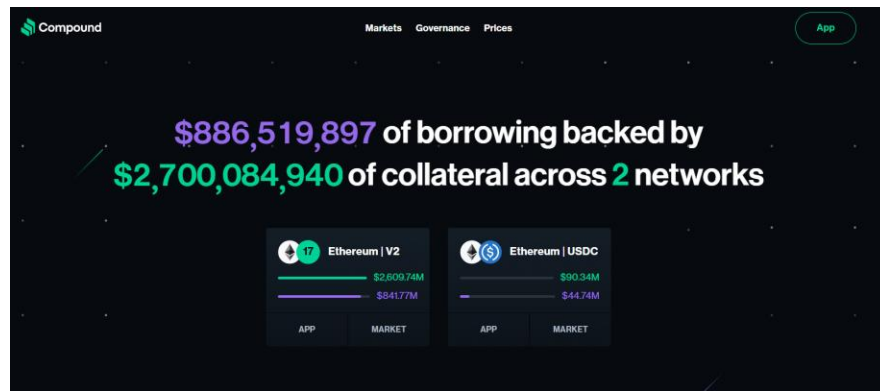 Compound
Markets Governance Prices
App
$886,519,897 of borrowing backed by
$2,700,084,940 of collateral across 2 networks
17 Ethereum | V2
$2,609.74M
$841.77M
APP MARKET
Ethereum | USDC
$90.34M
$44.74M
APP MARKET